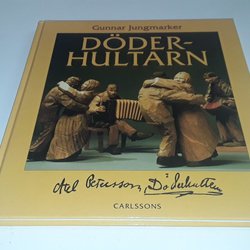 Gunnar Jungmarker
DÖDER-
HULTARN
Axel Petersson, Döderhultarn
CARLSSONS